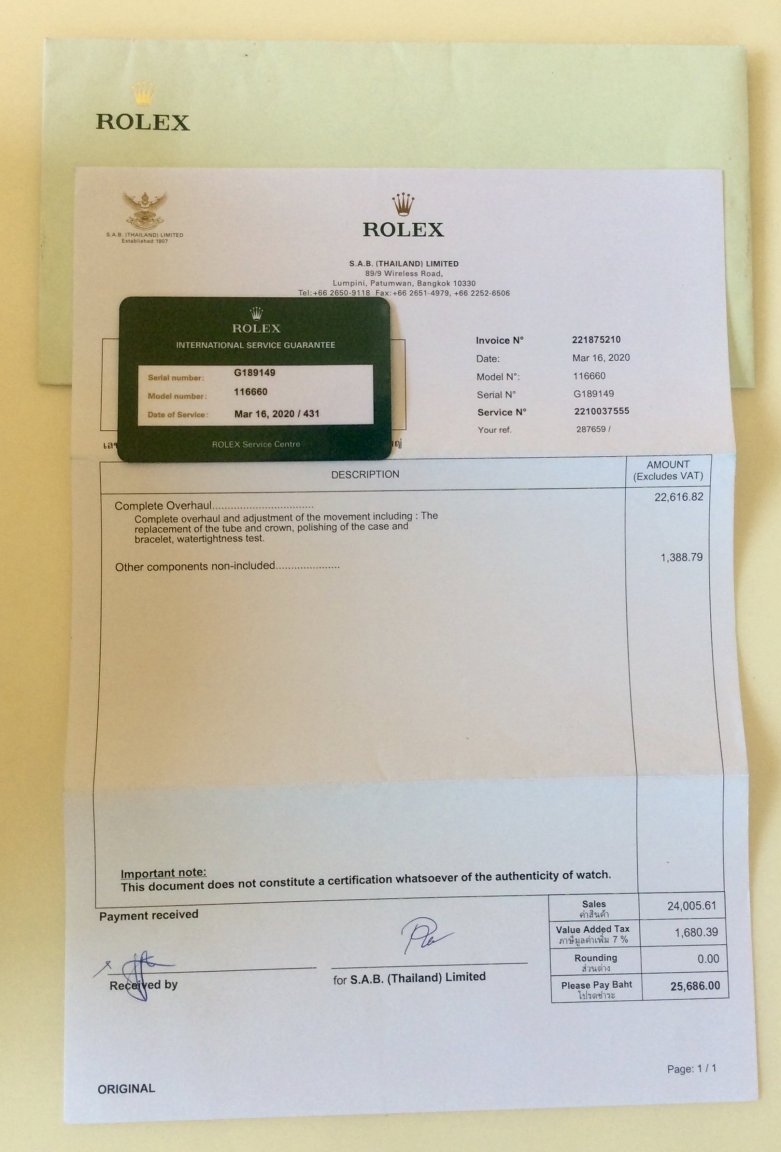 ROLEX
S.A.B. (THAILAND) LIMITED
Established 1997
ROLEX
S.A.B. (THAILAND) LIMITED
89/9 Wireless Road,
Lumpini, Patumwan, Bangkok 10330
Tel:+66 2650-9118 Fax:+66 2651-4979, +66 2252-6506
ROLEX
INTERNATIONAL SERVICE GUARANTEE
Serial number: G189149
Model number: 116660
Date of Service: Mar 16, 2020 / 431
ROLEX Service Centre
Invoice N° 221875210
Date: Mar 16, 2020
Model N°: 116660
Serial N° G189149
Service N° 2210037555
Your ref. 287659 /
DESCRIPTION
AMOUNT
(Excludes VAT)
Complete Overhaul................................ 22,616.82
Complete overhaul and adjustment of the movement including : The
replacement of the tube and crown, polishing of the case and
bracelet, watertightness test.
Other components non-included..................... 1,388.79
Important note:
This document does not constitute a certification whatsoever of the authenticity of watch.
Payment received
Received by
for S.A.B. (Thailand) Limited
Sales 24,005.61
ค่าสินค้า
Value Added Tax 1,680.39
ภาษีมูลค่าเพิ่ม 7 %
Rounding 0.00
ส่วนต่าง
Please Pay Baht 25,686.00
โปรดชำระ
Page: 1 / 1
ORIGINAL